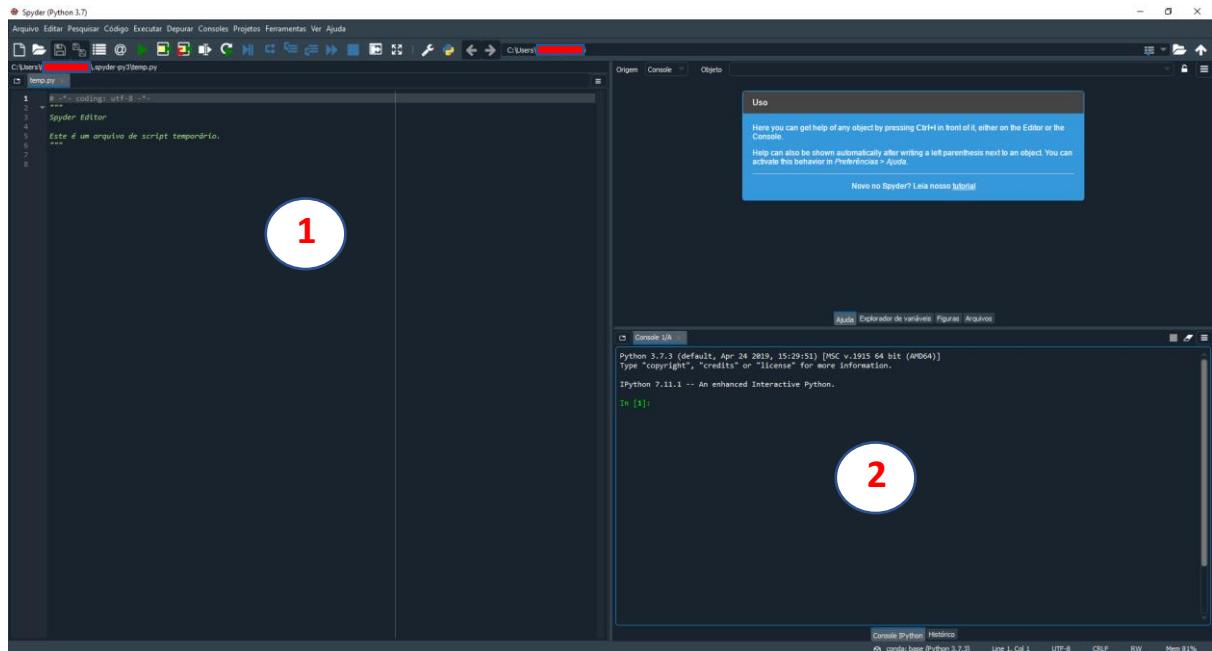 Spyder (Python 3.7)
Arquivo Editar Pesquisar Código Executar Depurar Consoles Projetos Ferramentas Ver Ajuda
C:\Users\
C:\Users\ \.spyder-py3\temp.py
temp.py
1 # -*- coding: utf-8 -*-
2 """
3 Spyder Editor
4
5 Este é um arquivo de script temporário.
6 """
7
8
1
Origem Console Objeto
Uso
Here you can get help of any object by pressing Ctrl+I in front of it, either on the Editor or the
Console.
Help can also be shown automatically after writing a left parenthesis next to an object. You can
activate this behavior in Preferências > Ajuda.
Novo no Spyder? Leia nosso tutorial
Ajuda Explorador de variáveis Figuras Arquivos
Console 1/A
Python 3.7.3 (default, Apr 24 2019, 15:29:51) [MSC v.1915 64 bit (AMD64)]
Type "copyright", "credits" or "license" for more information.
IPython 7.11.1 -- An enhanced Interactive Python.
In [1]:
2
Console IPython Histórico
conda: base (Python 3.7.3) Line 1, Col 1 UTF-8 CRLF RW Mem 81%